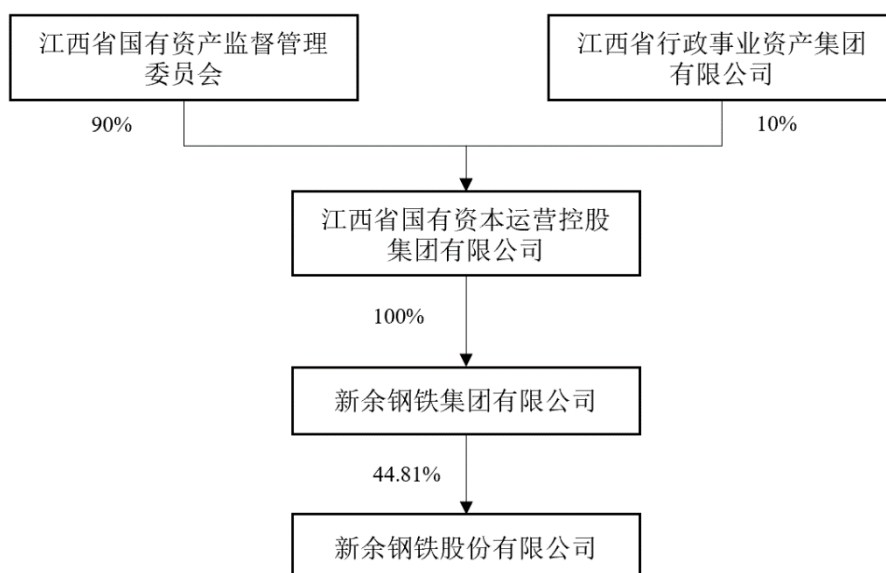 江西省国有资产监督管理
委员会
江西省行政事业资产集团
有限公司
90%
10%
江西省国有资本运营控股
集团有限公司
100%
新余钢铁集团有限公司
44.81%
新余钢铁股份有限公司